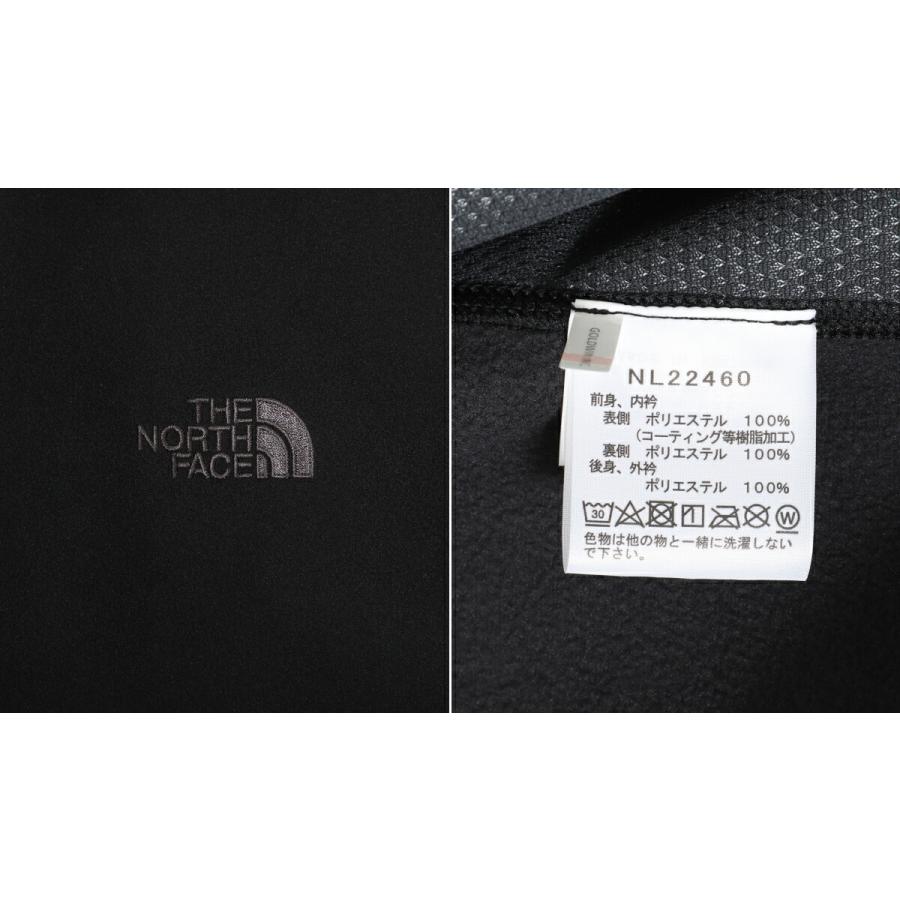 THE
NORTH
FACE
GOLDWIN INC.
NL22460
前身、内衿
表側 ポリエステル 100%
(コーティング等樹脂加工)
裏側 ポリエステル 100%
後身、外衿
ポリエステル 100%
30
W
色物は他の物と一緒に洗濯しない
で下さい。